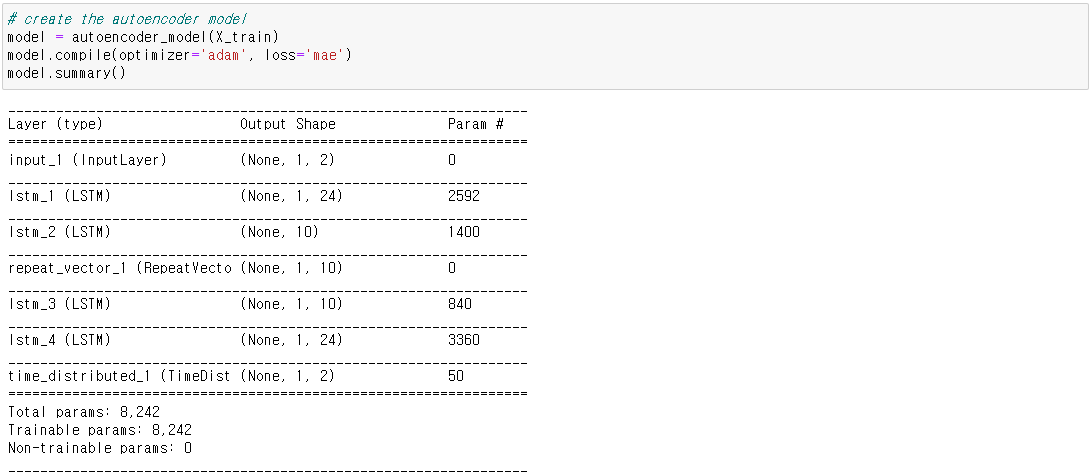 # create the autoencoder model
model = autoencoder_model(X_train)
model.compile(optimizer='adam', loss='mae')
model.summary()
_________________________________________________________________
Layer (type)                 Output Shape              Param #
=================================================================
input_1 (InputLayer)         (None, 1, 2)              0
_________________________________________________________________
lstm_1 (LSTM)                (None, 1, 24)             2592
_________________________________________________________________
lstm_2 (LSTM)                (None, 10)                1400
_________________________________________________________________
repeat_vector_1 (RepeatVecto (None, 1, 10)             0
_________________________________________________________________
lstm_3 (LSTM)                (None, 1, 10)             840
_________________________________________________________________
lstm_4 (LSTM)                (None, 1, 24)             3360
_________________________________________________________________
time_distributed_1 (TimeDist (None, 1, 2)              50
=================================================================
Total params: 8,242
Trainable params: 8,242
Non-trainable params: 0
_________________________________________________________________